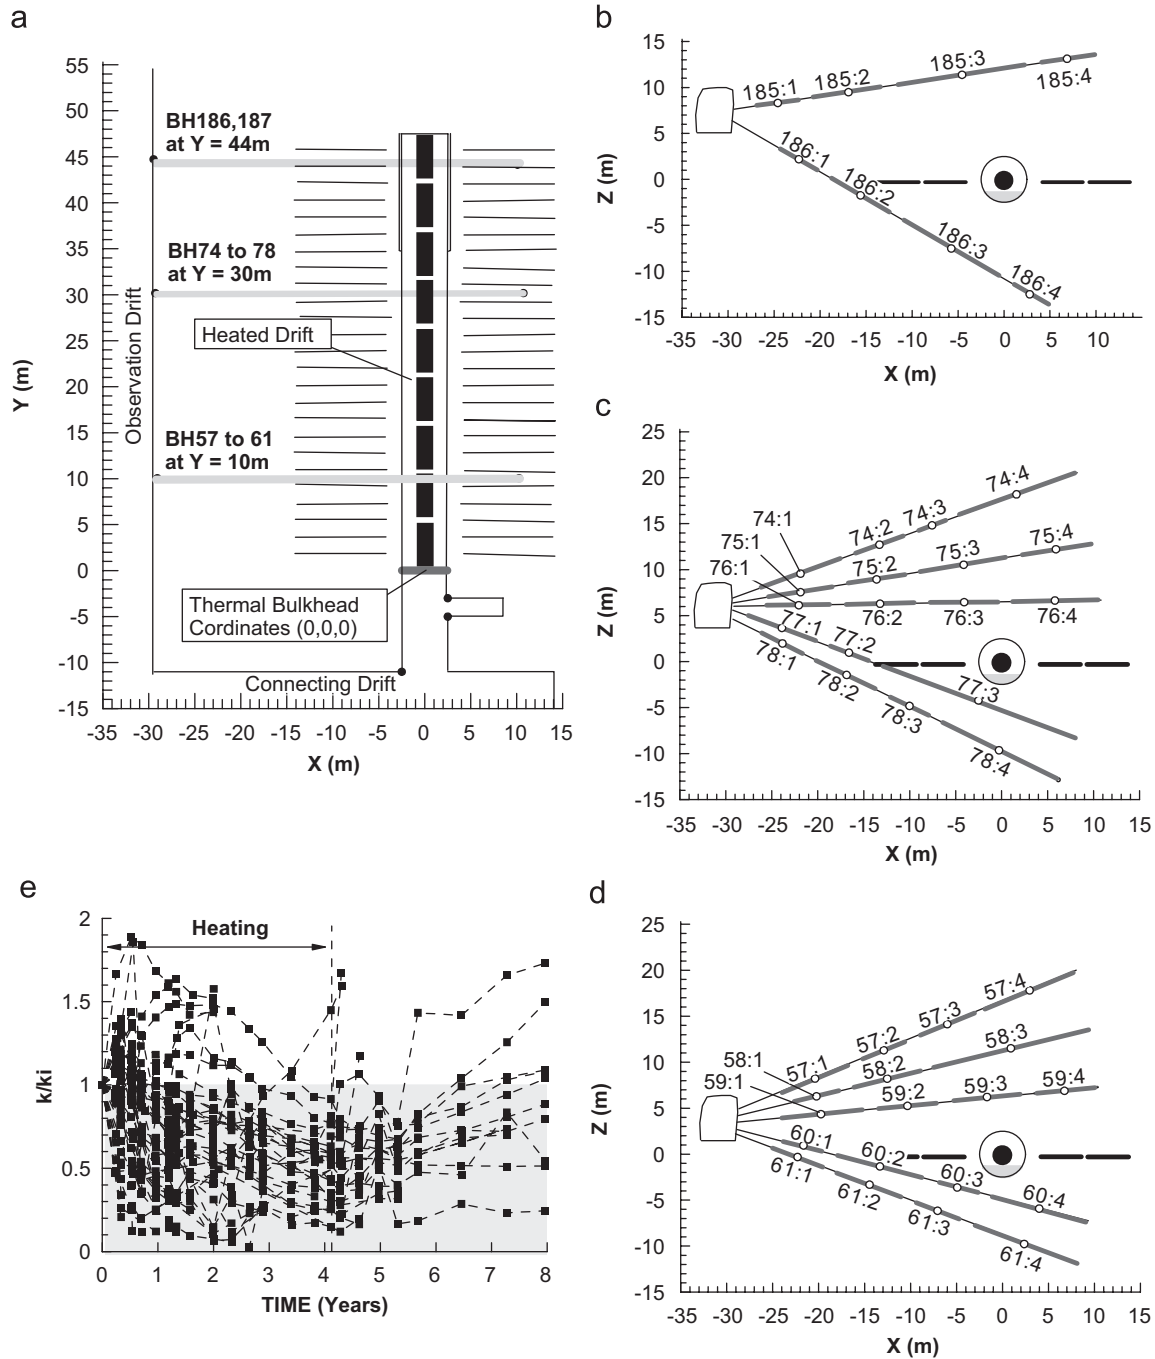 a
55
50
45
40
35
30
25
20
15
10
5
0
-5
-10
-15
Y (m)
Observation Drift
BH186,187
at Y = 44m
BH74 to 78
at Y = 30m
Heated Drift
BH57 to 61
at Y = 10m
Thermal Bulkhead
Cordinates (0,0,0)
Connecting Drift
-35 -30 -25 -20 -15 -10 -5 0 5 10 15
X (m)
b
15
10
5
0
-5
-10
-15
Z (m)
185:1 185:2 185:3 185:4
186:1
186:2
186:3
186:4
-35 -30 -25 -20 -15 -10 -5 0 5 10
X (m)
c
25
20
15
10
5
0
-5
-10
-15
Z (m)
74:1 74:2 74:3 74:4
75:1 75:2 75:3 75:4
76:1 76:2 76:3 76:4
77:1 77:2 77:3
78:1 78:2 78:3 78:4
-35 -30 -25 -20 -15 -10 -5 0 5 10 15
X (m)
e
2
1.5
1
0.5
0
k/ki
Heating
0 1 2 3 4 5 6 7 8
TIME (Years)
d
25
20
15
10
5
0
-5
-10
-15
Z (m)
57:1 57:2 57:3 57:4
58:1 58:2 58:3
59:1 59:2 59:3 59:4
60:1 60:2 60:3 60:4
61:1 61:2 61:3 61:4
-35 -30 -25 -20 -15 -10 -5 0 5 10 15
X (m)